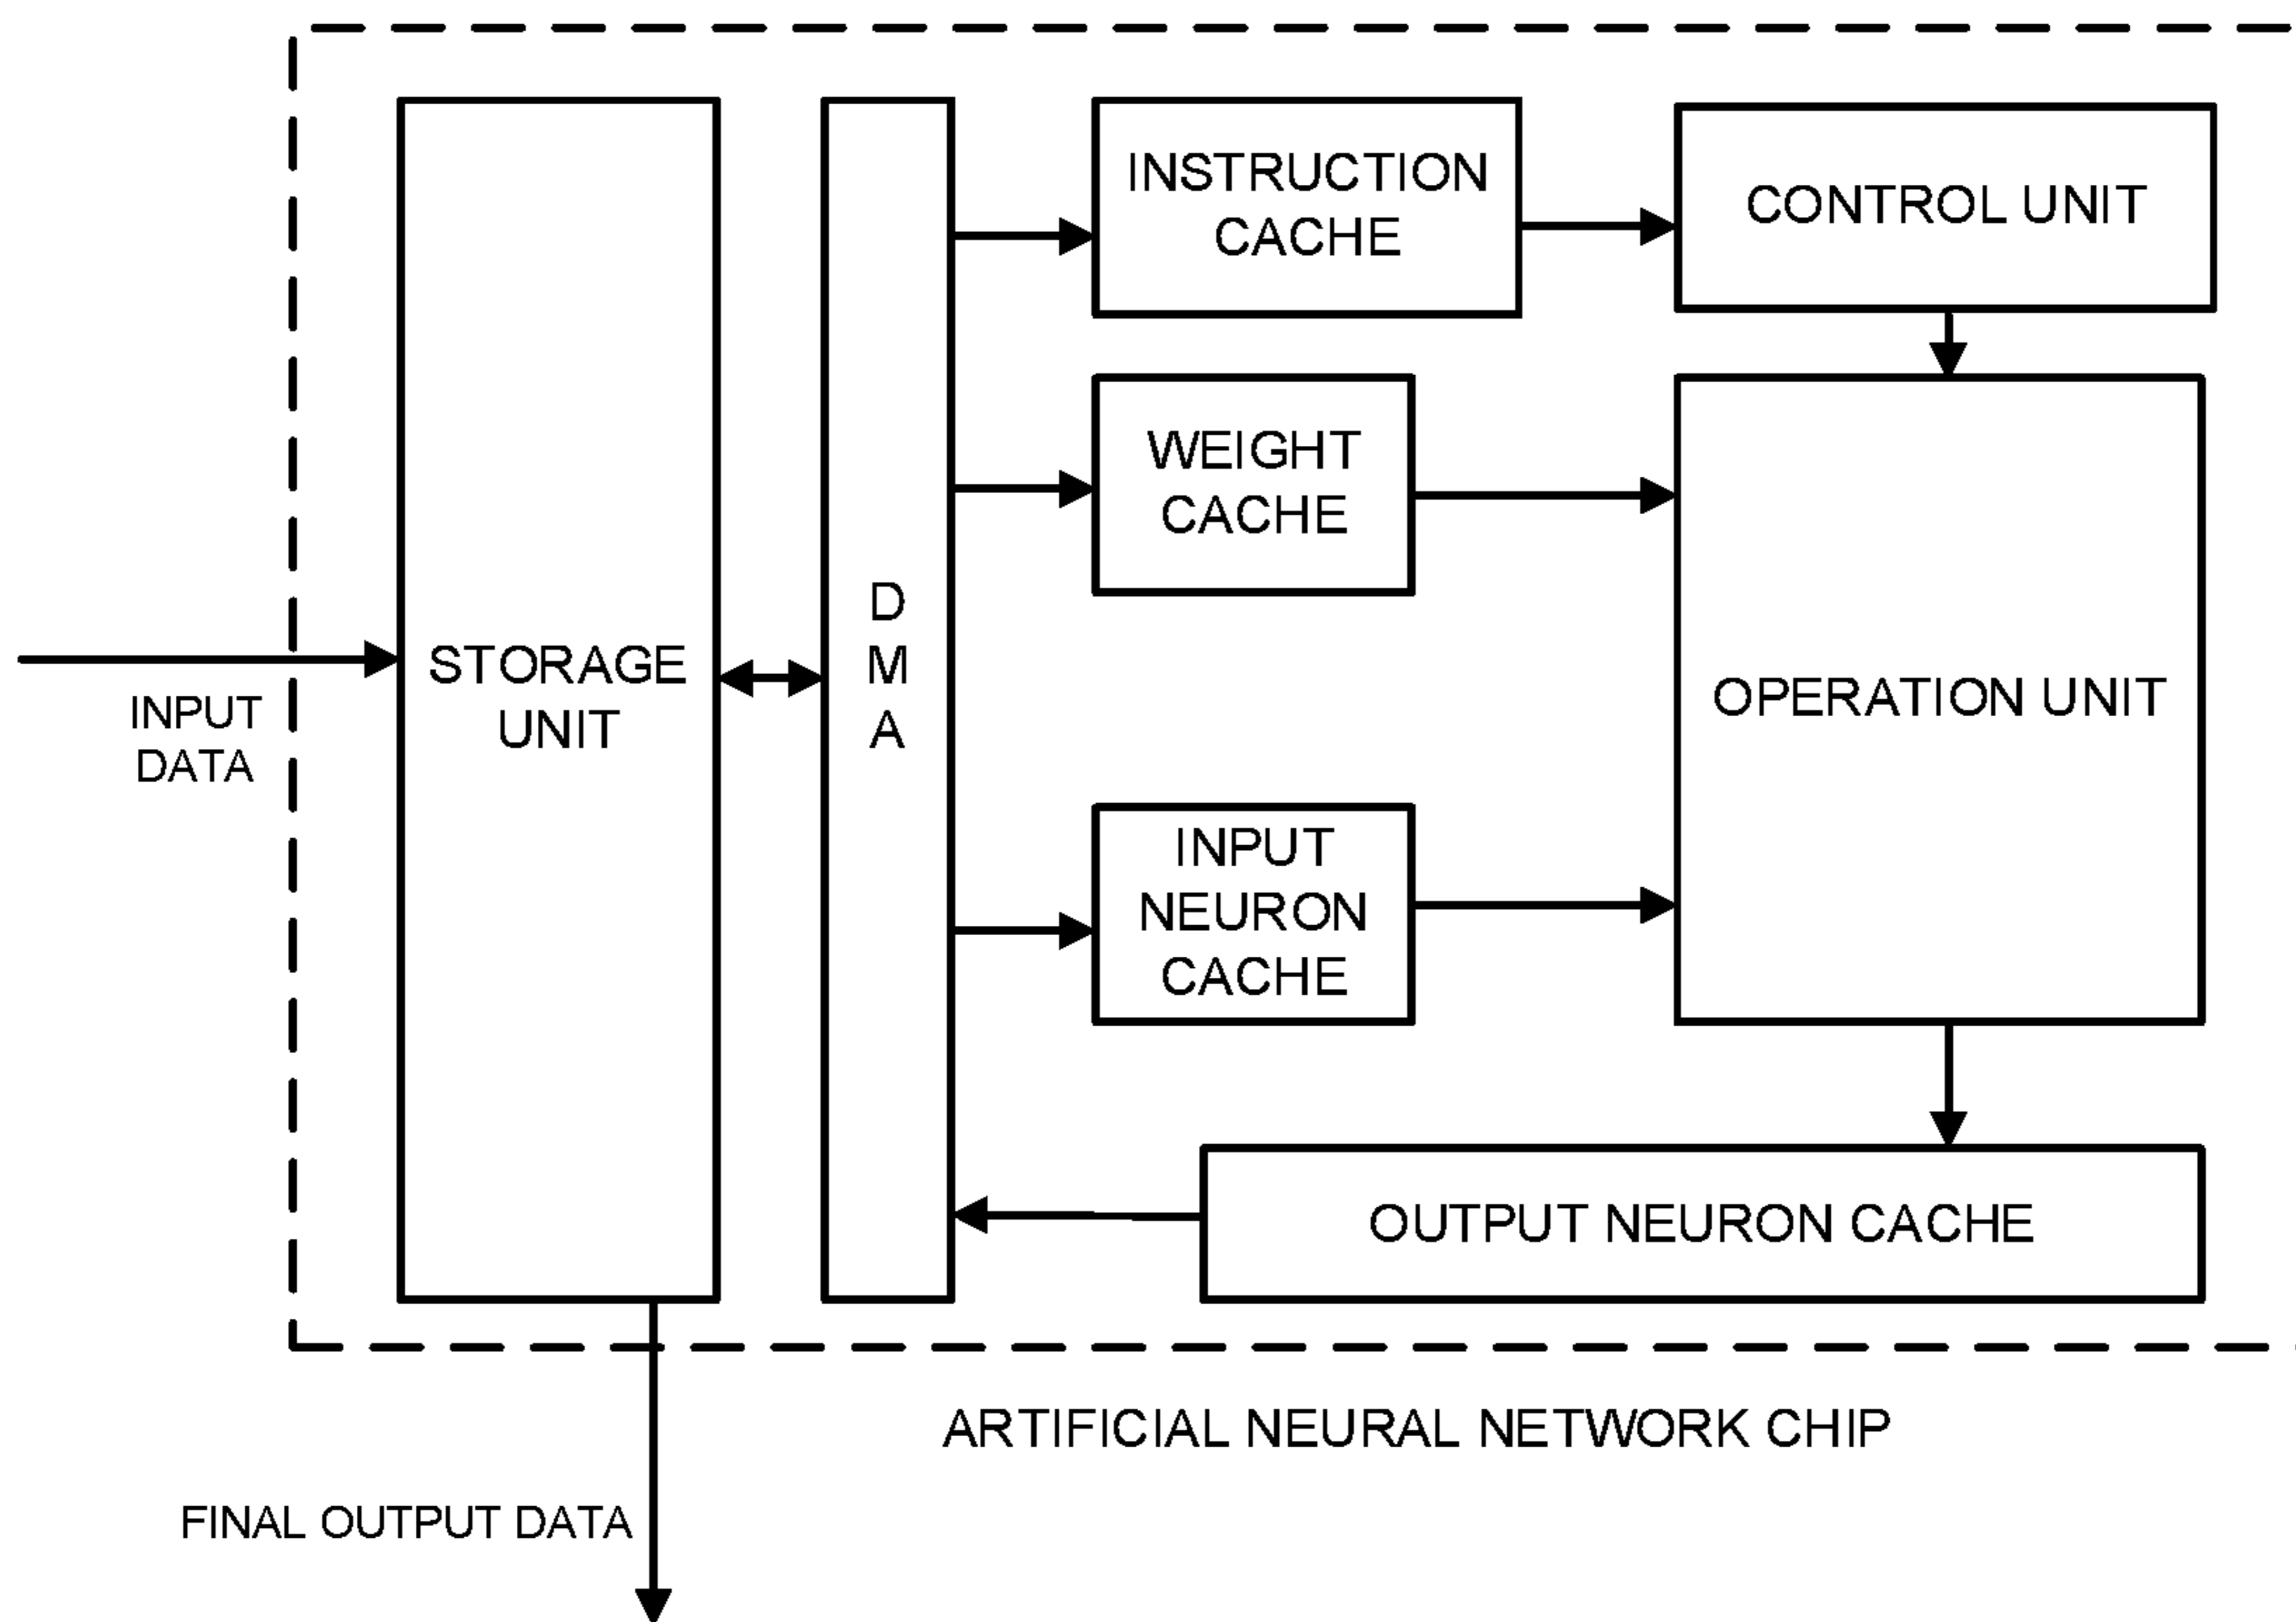 INSTRUCTION
CACHE
CONTROL UNIT
WEIGHT
CACHE
D
M
A
STORAGE
UNIT
OPERATION UNIT
INPUT
DATA
INPUT
NEURON
CACHE
OUTPUT NEURON CACHE
ARTIFICIAL NEURAL NETWORK CHIP
FINAL OUTPUT DATA